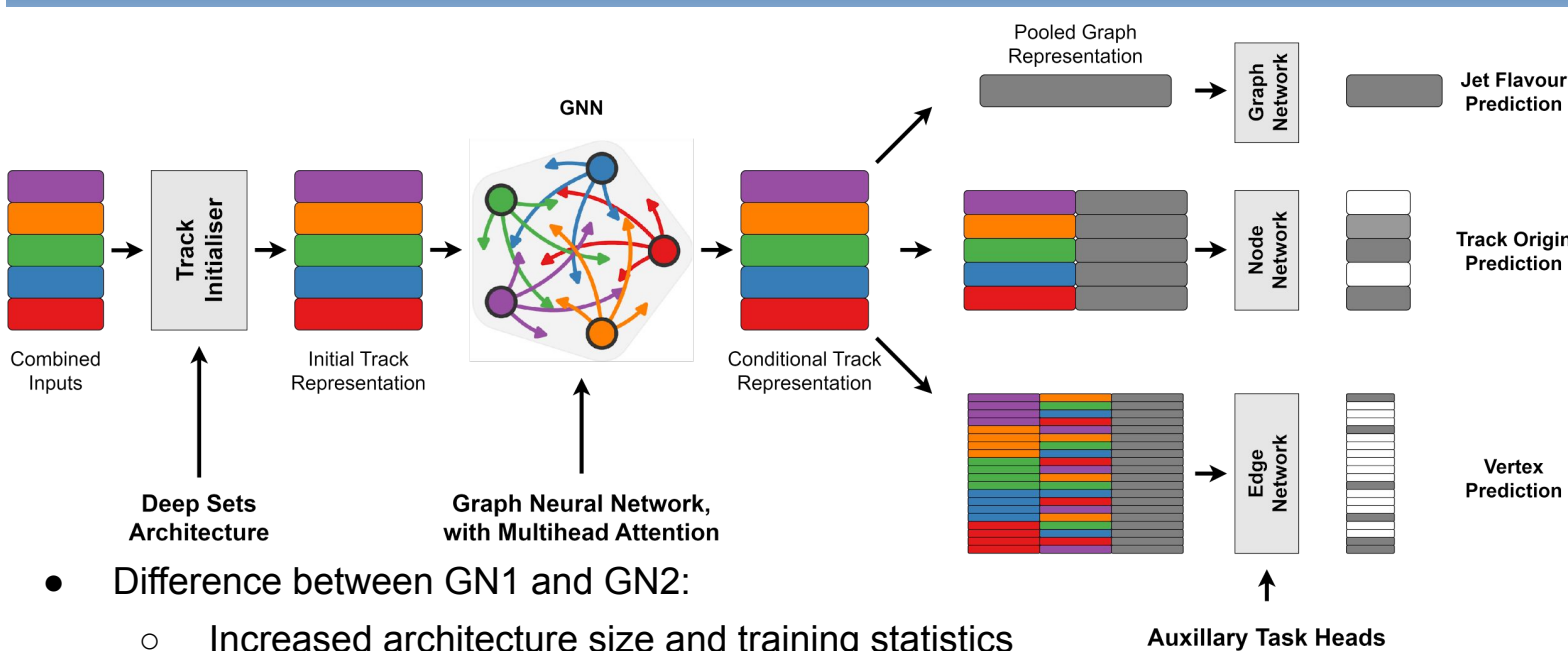 Pooled Graph
Representation
Graph
Network
Jet Flavour
Prediction
GNN
Track
Initialiser
Node
Network
Track Origin
Prediction
Combined
Inputs
Initial Track
Representation
Conditional Track
Representation
Edge
Network
Vertex
Prediction
Deep Sets
Architecture
Graph Neural Network,
with Multihead Attention
● Difference between GN1 and GN2:
○ Increased architecture size and training statistics
Auxillary Task Heads